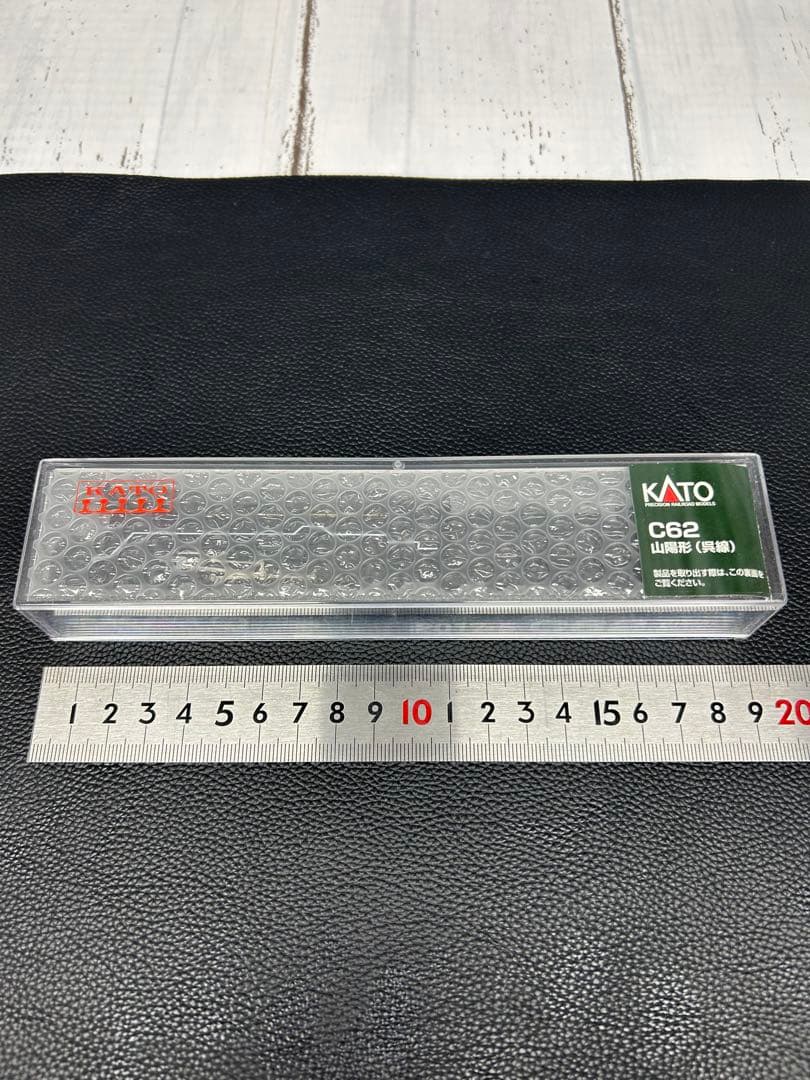 KATO
KATO
PRECISION RAILROAD MODELS
C62
山陽形（呉線）
製品を取り出す際は、この裏面を
ご覧ください。
1 2 3 4 5 6 7 8 9 10 1 2 3 4 15 6 7 8 9 20